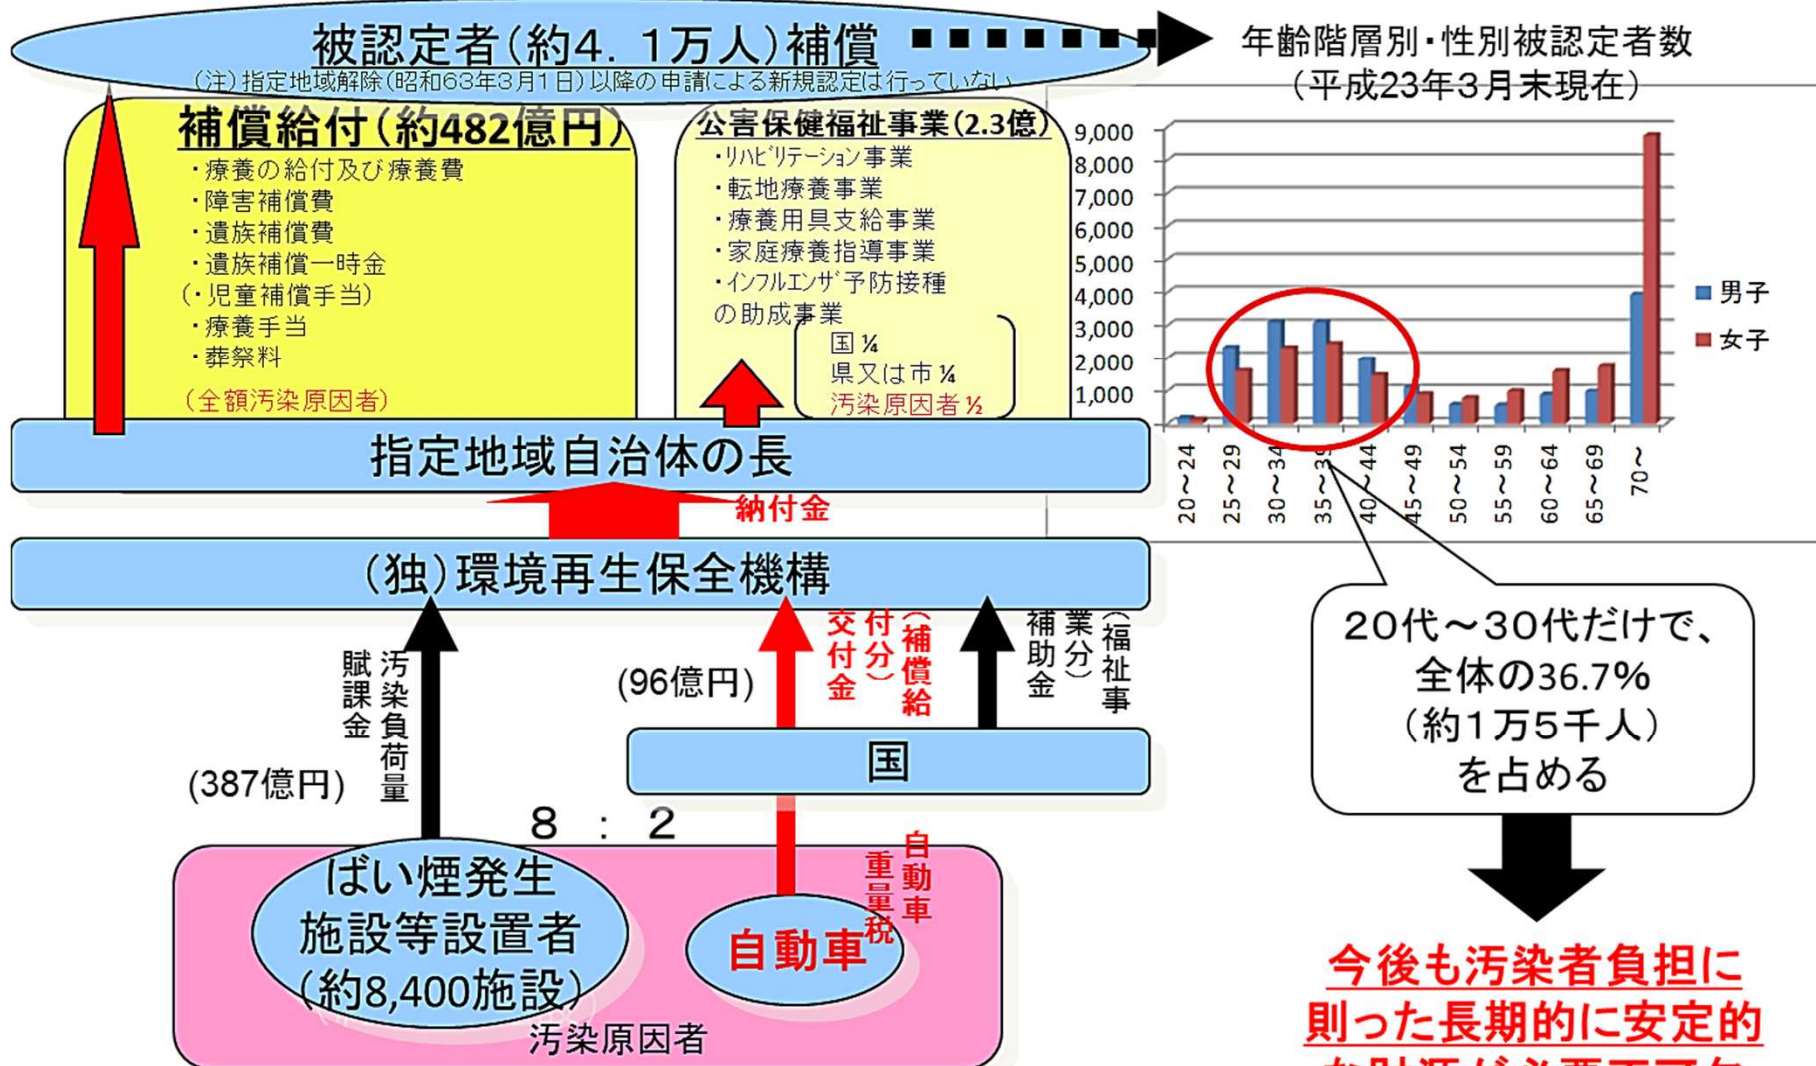 被認定者(約4．1万人)補償
(注)指定地域解除(昭和63年3月1日)以降の申請による新規認定は行っていない
年齢階層別・性別被認定者数
(平成23年3月末現在)
補償給付(約482億円)
・療養の給付及び療養費
・障害補償費
・遺族補償費
・遺族補償一時金
(・児童補償手当)
・療養手当
・葬祭料
(全額汚染原因者)
公害保健福祉事業(2.3億)
・ﾘﾊﾋﾞﾘﾃｰｼｮﾝ事業
・転地療養事業
・療養用具支給事業
・家庭療養指導事業
・ｲﾝﾌﾙｴﾝｻﾞ予防接種
の助成事業
国 ¼
県又は市 ¼
汚染原因者 ½
9,000
8,000
7,000
6,000
5,000
4,000
3,000
2,000
1,000
20～24
25～29
30～34
35～39
40～44
45～49
50～54
55～59
60～64
65～69
70～
男子
女子
指定地域自治体の長
納付金
(独)環境再生保全機構
汚染負荷量
賦課金
(387億円)
(96億円)
(補償給
付分)
交付金
(福祉事
業分)
補助金
国
8 : 2
自動車
重量税
ばい煙発生
施設等設置者
(約8,400施設)
自動車
汚染原因者
20代～30代だけで、
全体の36.7%
(約1万5千人)
を占める
今後も汚染者負担に
則った長期的に安定的
な財源が必要不可欠